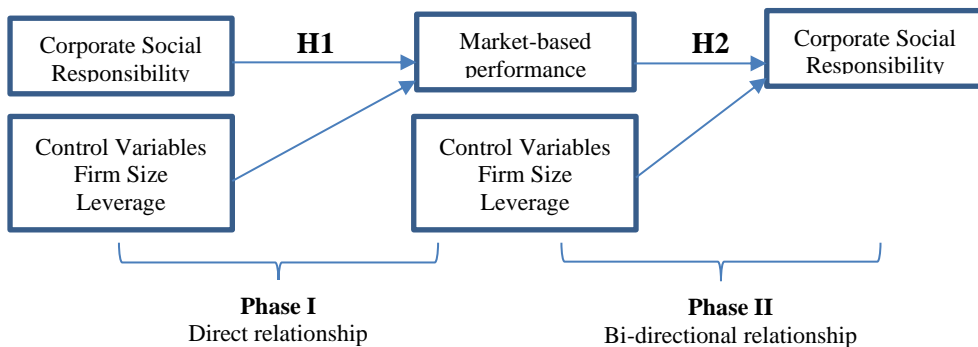 Corporate Social
Responsibility
H1
Market-based
performance
H2
Corporate Social
Responsibility
Control Variables
Firm Size
Leverage
Control Variables
Firm Size
Leverage
Phase I
Direct relationship
Phase II
Bi-directional relationship